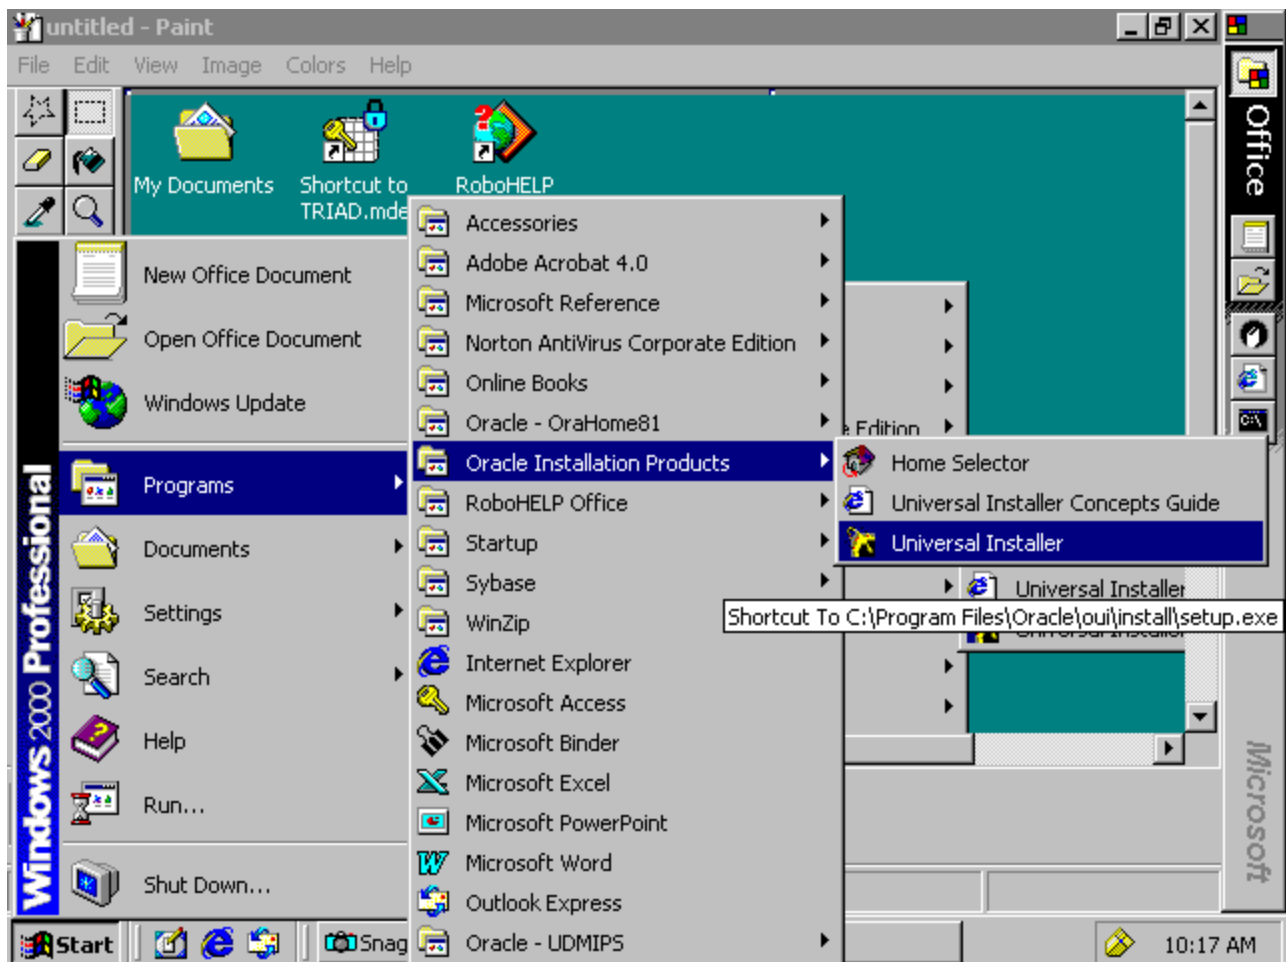 untitled - Paint
File Edit View Image Colors Help
Office
My Documents
Shortcut to
TRIAD.mde
RoboHELP
New Office Document
Open Office Document
Windows Update
Programs
Documents
Settings
Search
Help
Run...
Shut Down...
Windows 2000 Professional
Accessories
Adobe Acrobat 4.0
Microsoft Reference
Norton AntiVirus Corporate Edition
Online Books
Oracle - OraHome81
Oracle Installation Products
RoboHELP Office
Startup
Sybase
WinZip
Internet Explorer
Microsoft Access
Microsoft Binder
Microsoft Excel
Microsoft PowerPoint
Microsoft Word
Outlook Express
Oracle - UDMIPS
e Edition
Home Selector
Universal Installer Concepts Guide
Universal Installer
Universal Installer
Shortcut To C:\Program Files\Oracle\oui\install\setup.exe
Universal Installer
Microsoft
Start
Snag
10:17 AM